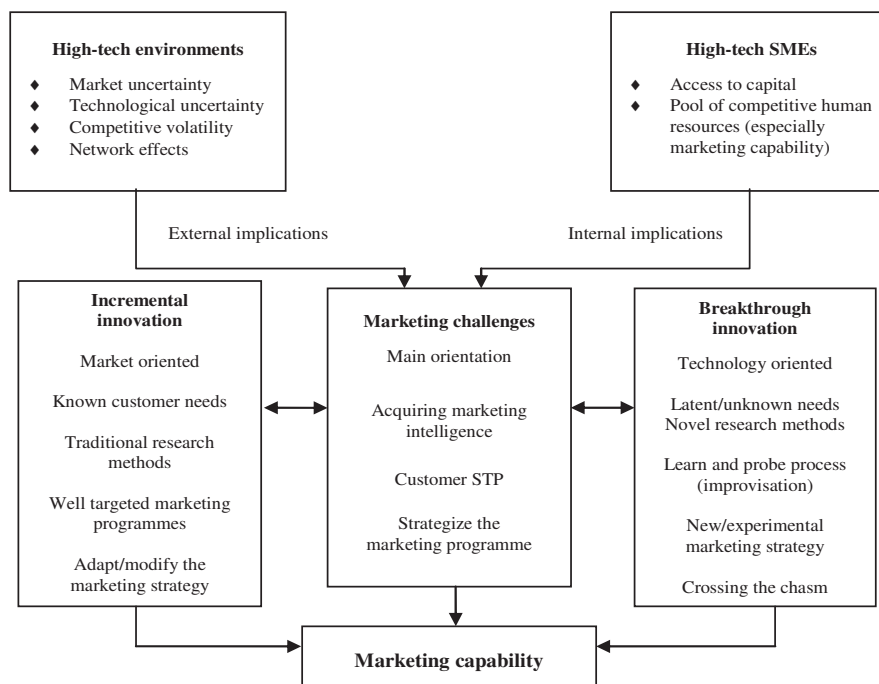 High-tech environments
♦ Market uncertainty
♦ Technological uncertainty
♦ Competitive volatility
♦ Network effects
High-tech SMEs
♦ Access to capital
♦ Pool of competitive human
resources (especially
marketing capability)
External implications
Internal implications
Incremental
innovation
Market oriented
Known customer needs
Traditional research
methods
Well targeted marketing
programmes
Adapt/modify the
marketing strategy
Marketing challenges
Main orientation
Acquiring marketing
intelligence
Customer STP
Strategize the
marketing programme
Breakthrough
innovation
Technology oriented
Latent/unknown needs
Novel research methods
Learn and probe process
(improvisation)
New/experimental
marketing strategy
Crossing the chasm
Marketing capability